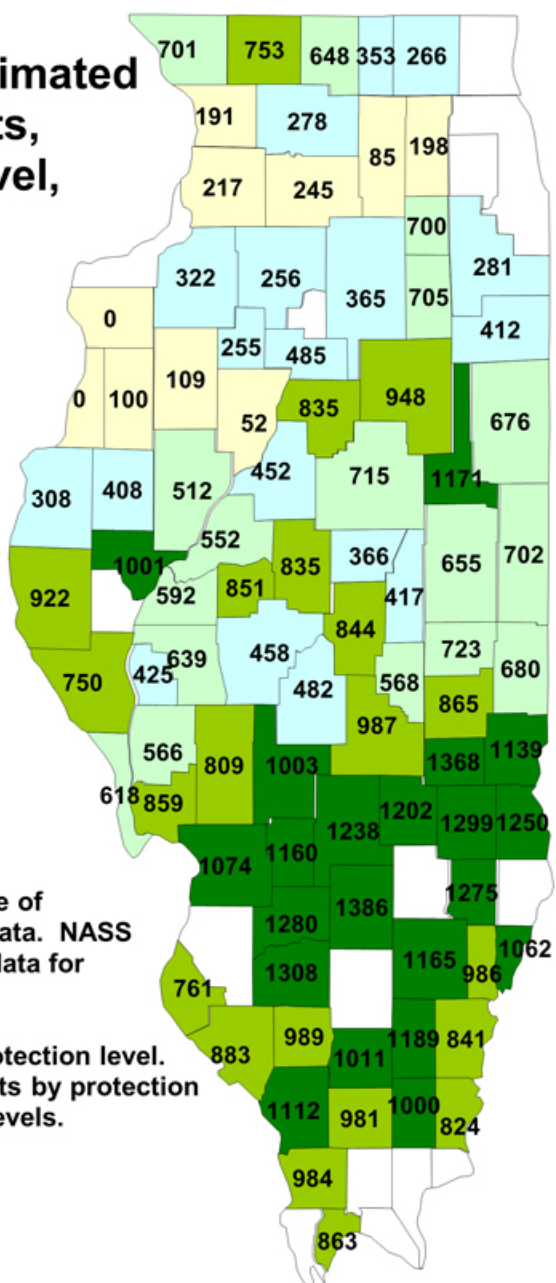 imated
ts,
vel,
701 753 648 353 266
191 278 85 198
217 245
700
322 256 365 281
705
0 255 485 412
109
0 100 52 835 948 676
308 408 512 452 715 1171
552
1001 592 851 835 366 655 702
417
922 844
750 425 639 458 482 568 723 680
865
566 809 1003 987 1368 1139
618 859
1074 1160 1238 1202 1299 1250
e of
ata. NASS
lata for
1280 1386 1275
1308 1165 986 1062
761
otection level.
ts by protection
evels.
883 989 1011 1189 841
1112 981 1000 824
984
863